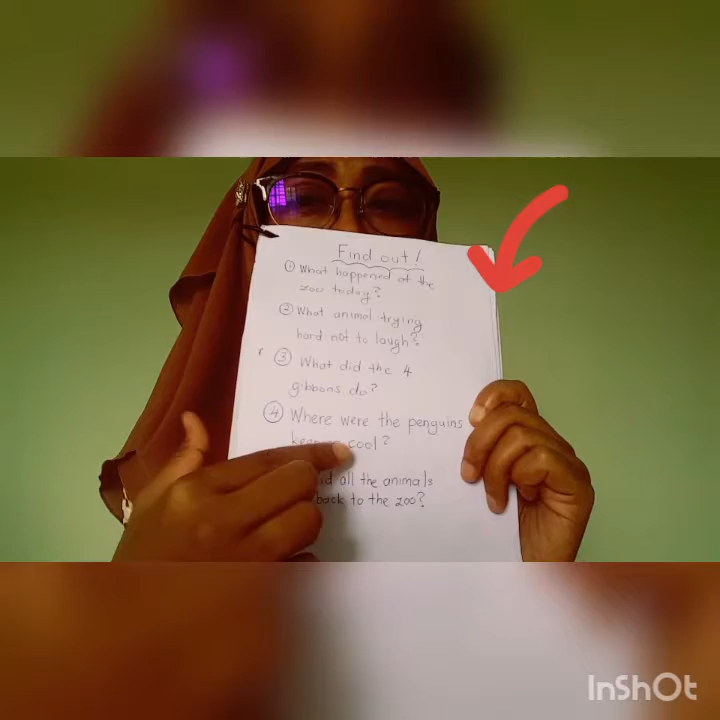 Find out!
① What happened at the
zoo today?
② What animal trying
hard not to laugh?
③ What did the 4
gibbons do?
④ Where were the penguins
cool?
all the animals
back to the zoo?
InShOt